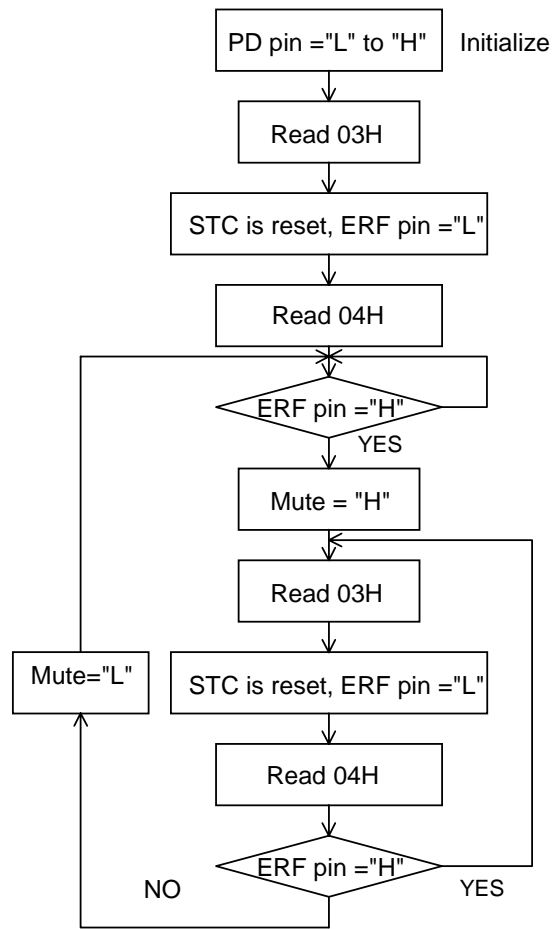 PD pin ="L" to "H"
Initialize
Read 03H
STC is reset, ERF pin ="L"
Read 04H
ERF pin ="H"
YES
Mute = "H"
Read 03H
Mute="L"
STC is reset, ERF pin ="L"
Read 04H
ERF pin ="H"
NO
YES